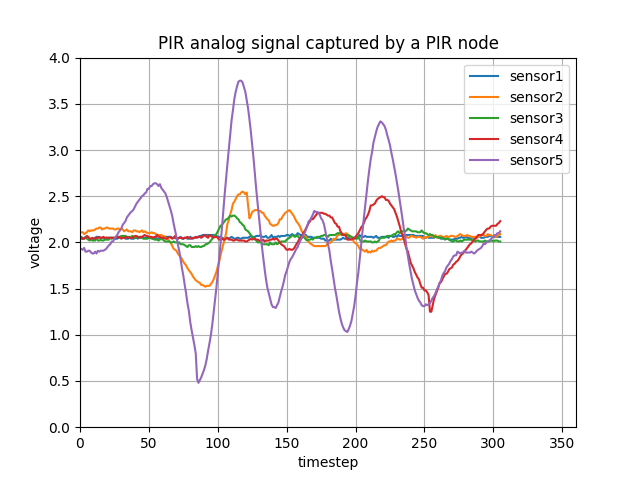 PIR analog signal captured by a PIR node
4.0
3.5
3.0
2.5
2.0
1.5
1.0
0.5
0.0
voltage
sensor1
sensor2
sensor3
sensor4
sensor5
0 50 100 150 200 250 300 350
timestep